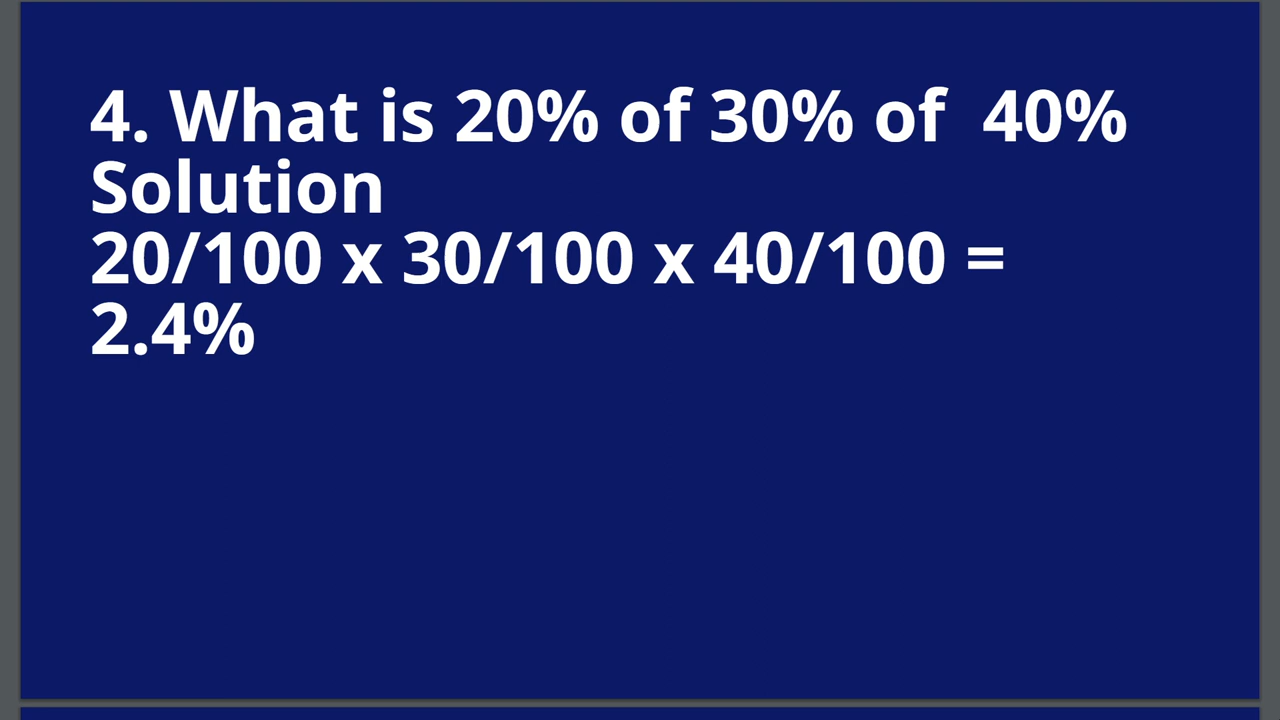 4. What is 20% of 30% of  40%
Solution
20/100 x 30/100 x 40/100 =
2.4%